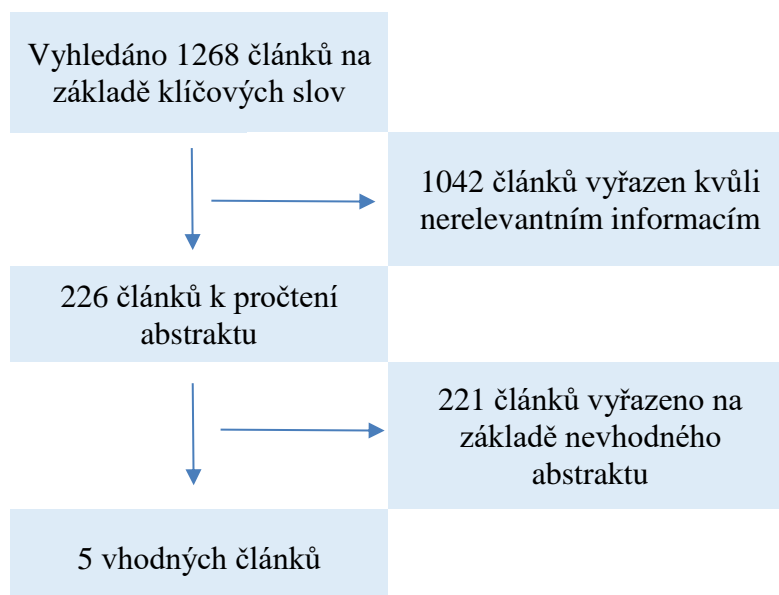 Vyhledáno 1268 článků na
základě klíčových slov
1042 článků vyřazen kvůli
nerelevantním informacím
226 článků k pročtení
abstraktu
221 článků vyřazeno na
základě nevhodného
abstraktu
5 vhodných článků